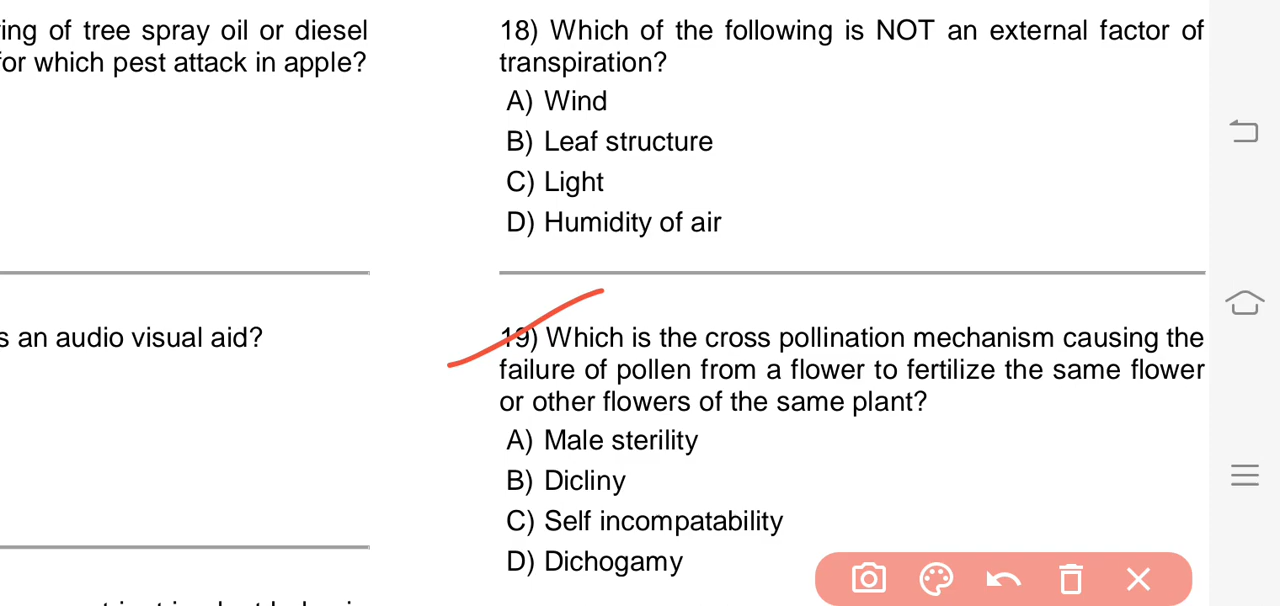 ing of tree spray oil or diesel
for which pest attack in apple?
s an audio visual aid?
18) Which of the following is NOT an external factor of
transpiration?
A) Wind
B) Leaf structure
C) Light
D) Humidity of air
19) Which is the cross pollination mechanism causing the
failure of pollen from a flower to fertilize the same flower
or other flowers of the same plant?
A) Male sterility
B) Dicliny
C) Self incompatability
D) Dichogamy